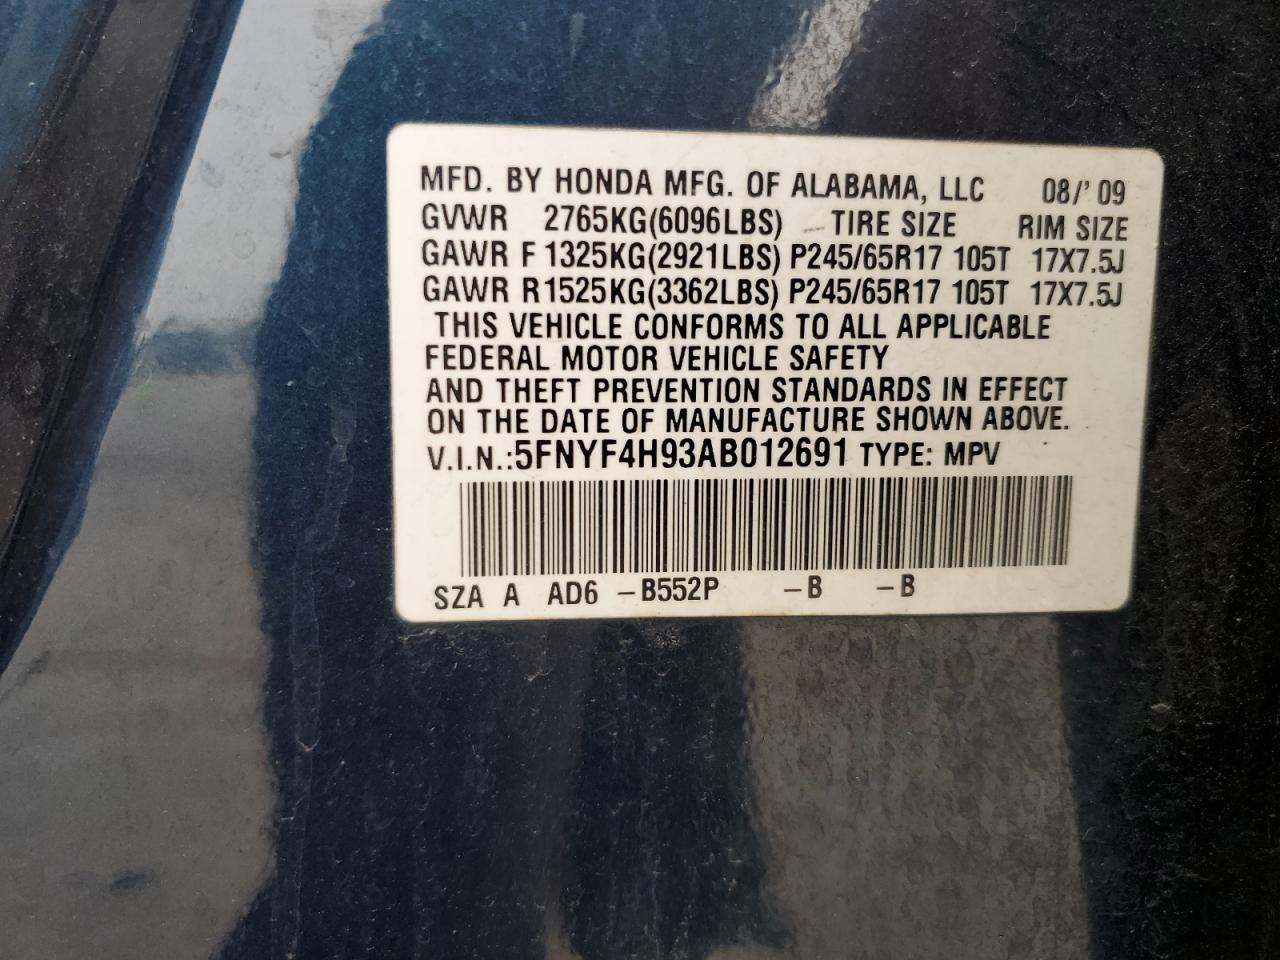 MFD. BY HONDA MFG. OF ALABAMA, LLC 08/'09
GVWR 2765KG(6096LBS) TIRE SIZE RIM SIZE
GAWR F 1325KG(2921LBS) P245/65R17 105T 17X7.5J
GAWR R1525KG(3362LBS) P245/65R17 105T 17X7.5J
THIS VEHICLE CONFORMS TO ALL APPLICABLE
FEDERAL MOTOR VEHICLE SAFETY
AND THEFT PREVENTION STANDARDS IN EFFECT
ON THE DATE OF MANUFACTURE SHOWN ABOVE.
V.I.N.:5FNYF4H93AB012691 TYPE: MPV
SZA A AD6 -B552P -B -B